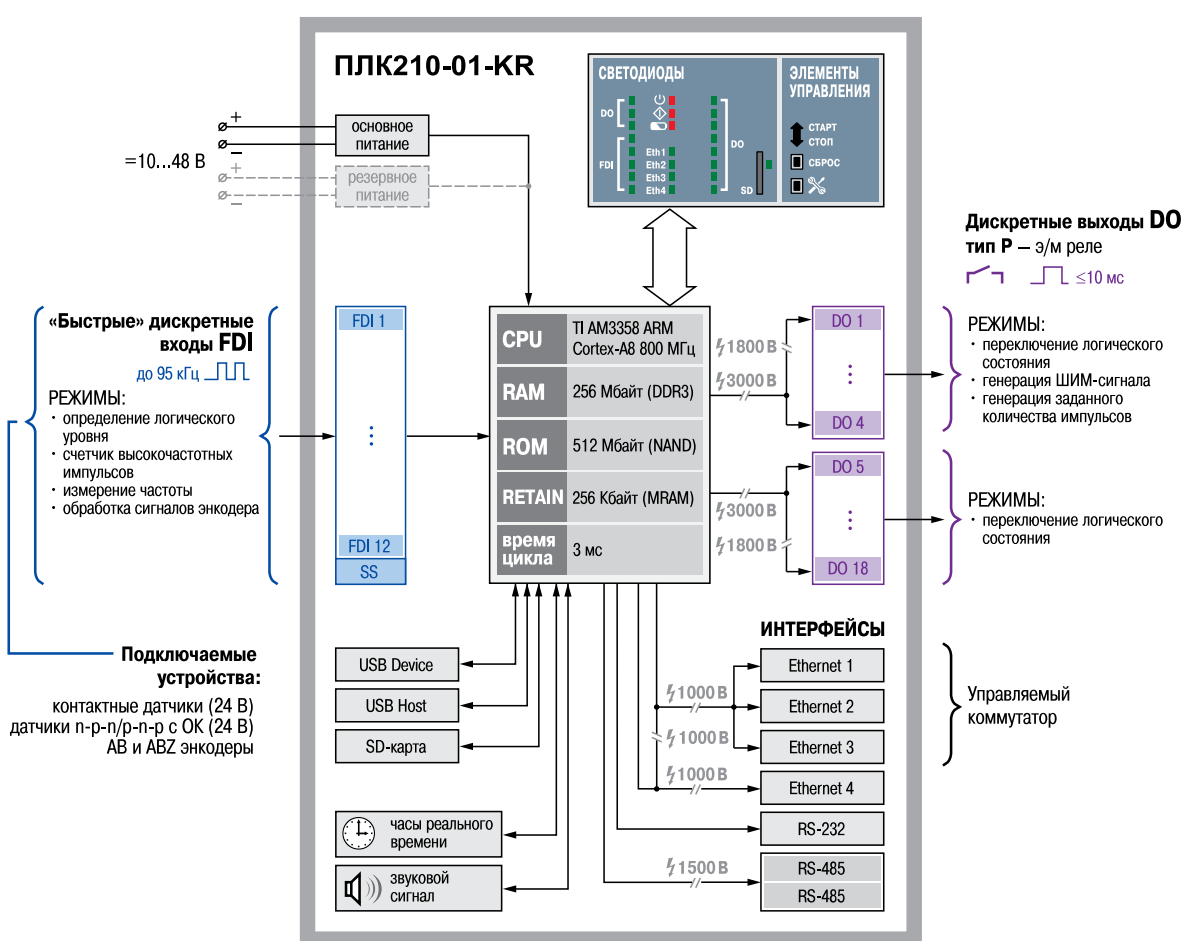 ПЛК210-01-KR
СВЕТОДИОДЫ
DO
FDI
Eth1
Eth2
Eth3
Eth4
DO
SD
ЭЛЕМЕНТЫ
УПРАВЛЕНИЯ
СТАРТ
СТОП
СБРОС
+
−
=10...48 В
+
−
основное
питание
резервное
питание
«Быстрые» дискретные
входы FDI
до 95 кГц
РЕЖИМЫ:
· определение логического
уровня
· счетчик высокочастотных
импульсов
· измерение частоты
· обработка сигналов энкодера
Подключаемые
устройства:
контактные датчики (24 В)
датчики n-p-n/p-n-p с ОК (24 В)
AB и ABZ энкодеры
FDI 1
⋮
FDI 12
SS
CPU
TI AM3358 ARM
Cortex-A8 800 МГц
RAM
256 Мбайт (DDR3)
ROM
512 Мбайт (NAND)
RETAIN
256 Кбайт (MRAM)
время
цикла
3 мс
1800 В
3000 В
3000 В
1800 В
DO 1
⋮
DO 4
DO 5
⋮
DO 18
Дискретные выходы DO
тип Р – э/м реле
≤10 мс
РЕЖИМЫ:
· переключение логического
состояния
· генерация ШИМ-сигнала
· генерация заданного
количества импульсов
РЕЖИМЫ:
· переключение логического
состояния
USB Device
USB Host
SD-карта
часы реального
времени
звуковой
сигнал
ИНТЕРФЕЙСЫ
1000 В
1000 В
1000 В
1500 В
Ethernet 1
Ethernet 2
Ethernet 3
Ethernet 4
RS-232
RS-485
RS-485
Управляемый
коммутатор